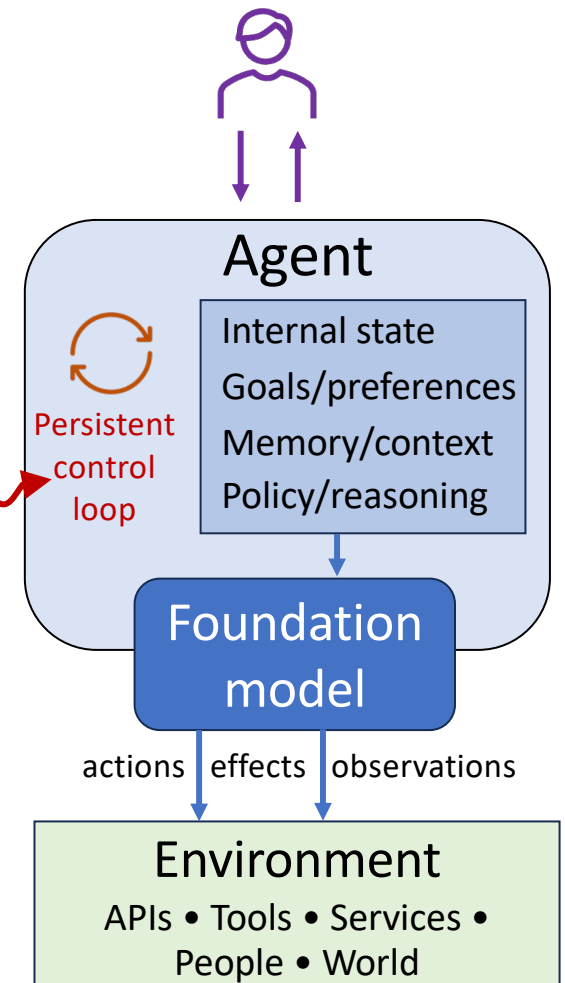 Agent
Internal state
Goals/preferences
Memory/context
Policy/reasoning
Persistent
control
loop
Foundation
model
actions effects observations
Environment
APIs • Tools • Services •
People • World